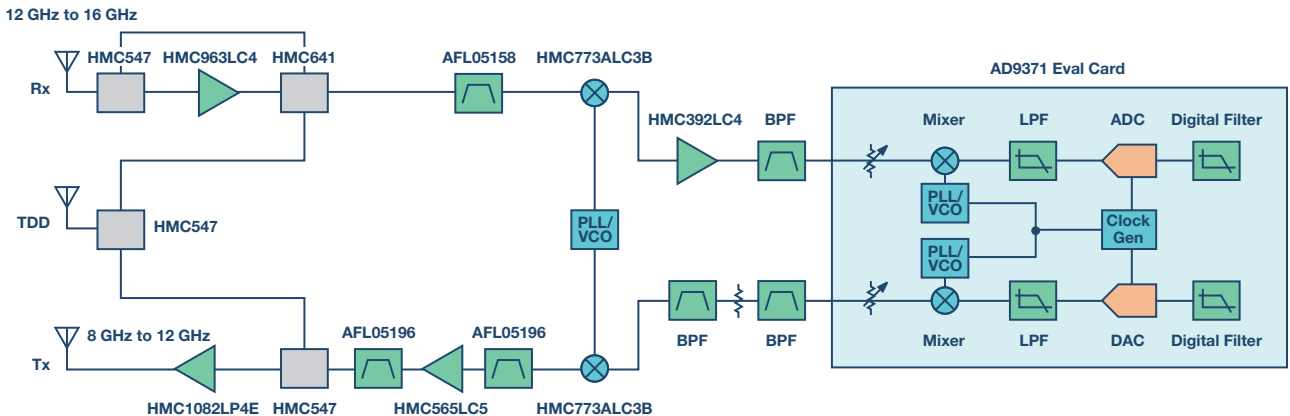 12 GHz to 16 GHz
HMC547
HMC963LC4
HMC641
AFL05158
HMC773ALC3B
AD9371 Eval Card
Rx
HMC392LC4
BPF
Mixer
LPF
ADC
Digital Filter
TDD
HMC547
PLL/
VCO
PLL/
VCO
PLL/
VCO
Clock
Gen
8 GHz to 12 GHz
AFL05196
AFL05196
BPF
BPF
Mixer
LPF
DAC
Digital Filter
Tx
HMC1082LP4E
HMC547
HMC565LC5
HMC773ALC3B